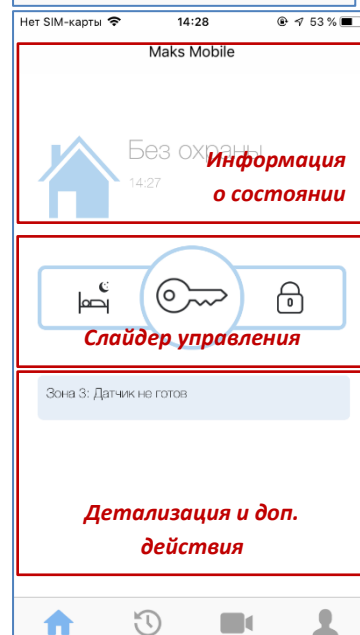 Нет SIM-карты 14:28 53 %
Maks Mobile
Без охраны
14:27
Информация
о состоянии
Слайдер управления
Зона 3: Датчик не готов
Детализация и доп.
действия